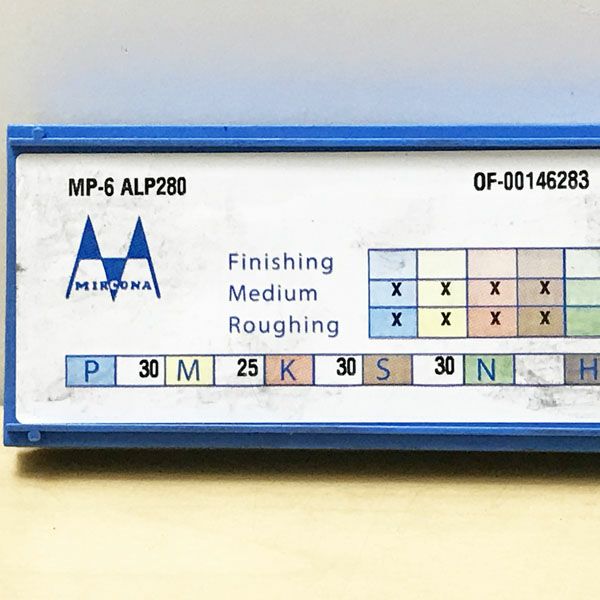 MP-6 ALP280 OF-00146283
MIRCONA
Finishing
Medium X X X X
Roughing X X X X
P 30 M 25 K 30 S 30 N H